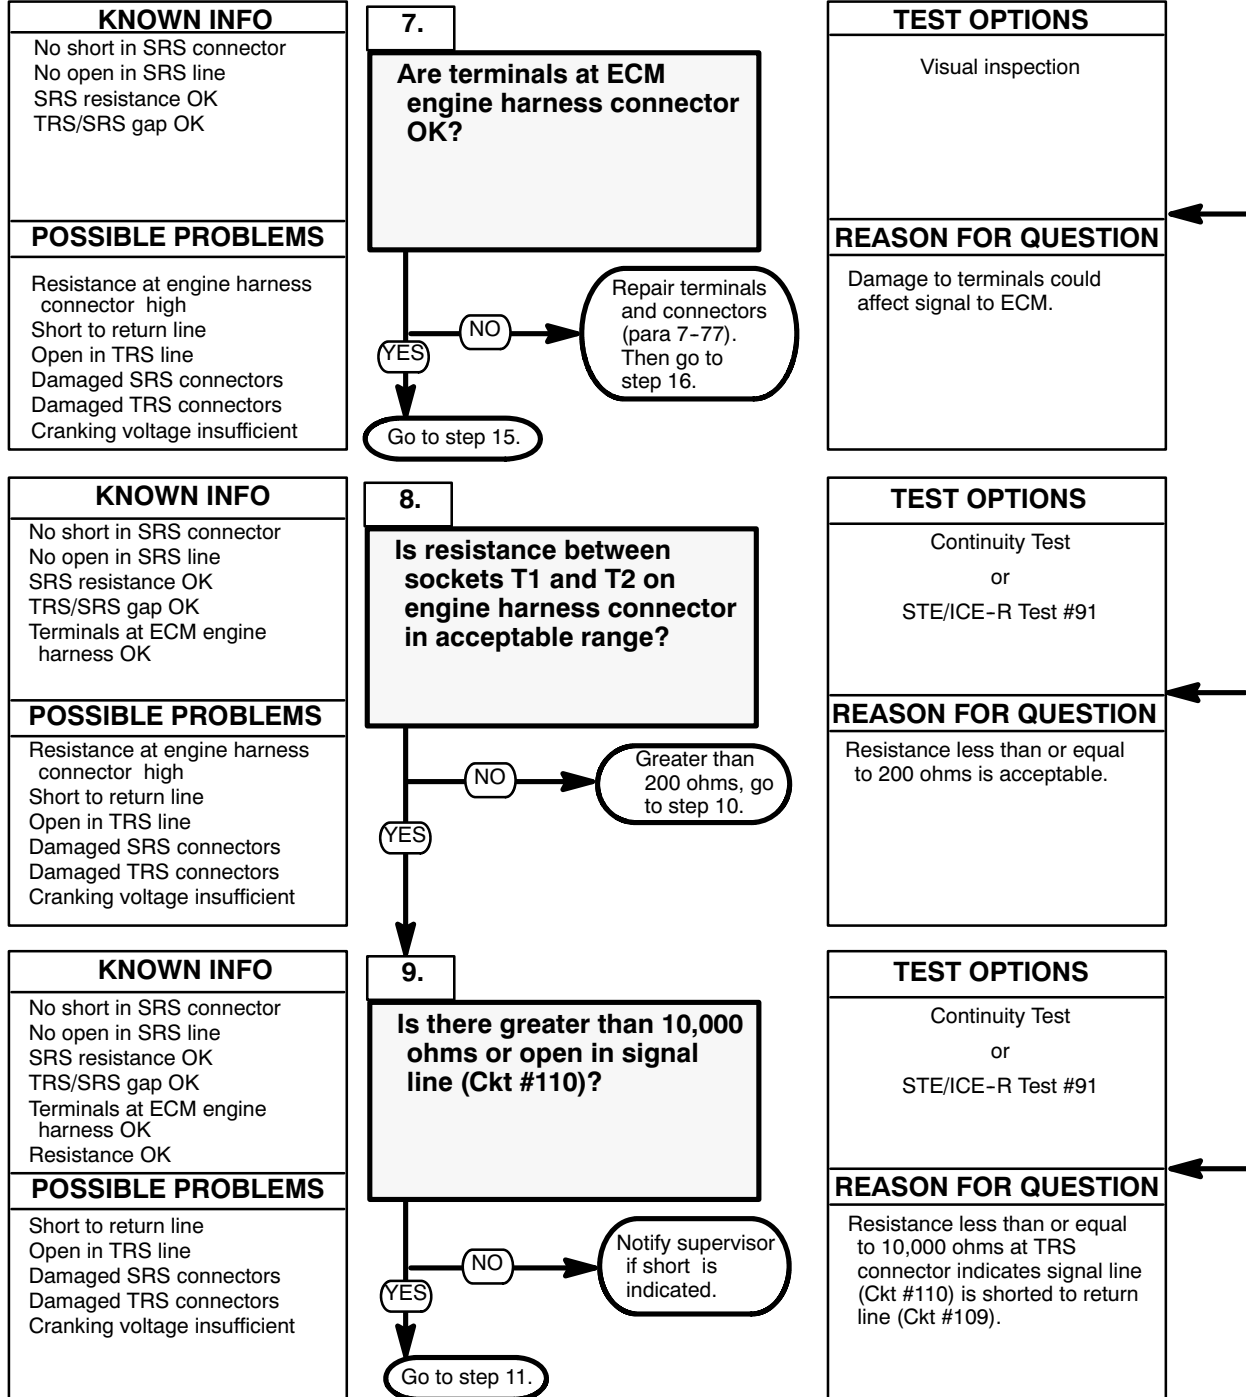 KNOWN INFO
No short in SRS connector
No open in SRS line
SRS resistance OK
TRS/SRS gap OK
POSSIBLE PROBLEMS
Resistance at engine harness
connector high
Short to return line
Open in TRS line
Damaged SRS connectors
Damaged TRS connectors
Cranking voltage insufficient
7.
Are terminals at ECM
engine harness connector
OK?
NO
Repair terminals
and connectors
(para 7-77).
Then go to
step 16.
YES
Go to step 15.
TEST OPTIONS
Visual inspection
REASON FOR QUESTION
Damage to terminals could
affect signal to ECM.
KNOWN INFO
No short in SRS connector
No open in SRS line
SRS resistance OK
TRS/SRS gap OK
Terminals at ECM engine
harness OK
POSSIBLE PROBLEMS
Resistance at engine harness
connector high
Short to return line
Open in TRS line
Damaged SRS connectors
Damaged TRS connectors
Cranking voltage insufficient
8.
Is resistance between
sockets T1 and T2 on
engine harness connector
in acceptable range?
NO
Greater than
200 ohms, go
to step 10.
YES
TEST OPTIONS
Continuity Test
or
STE/ICE-R Test #91
REASON FOR QUESTION
Resistance less than or equal
to 200 ohms is acceptable.
KNOWN INFO
No short in SRS connector
No open in SRS line
SRS resistance OK
TRS/SRS gap OK
Terminals at ECM engine
harness OK
Resistance OK
POSSIBLE PROBLEMS
Short to return line
Open in TRS line
Damaged SRS connectors
Damaged TRS connectors
Cranking voltage insufficient
9.
Is there greater than 10,000
ohms or open in signal
line (Ckt #110)?
NO
Notify supervisor
if short is
indicated.
YES
Go to step 11.
TEST OPTIONS
Continuity Test
or
STE/ICE-R Test #91
REASON FOR QUESTION
Resistance less than or equal
to 10,000 ohms at TRS
connector indicates signal line
(Ckt #110) is shorted to return
line (Ckt #109).